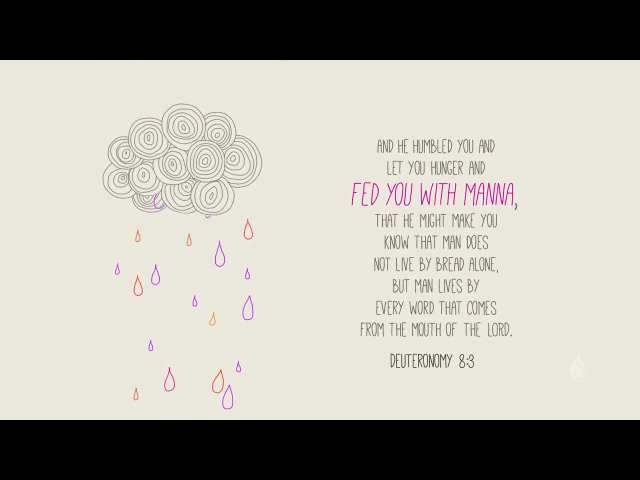 AND HE HUMBLED YOU AND
LET YOU HUNGER AND
FED YOU WITH MANNA,
THAT HE MIGHT MAKE YOU
KNOW THAT MAN DOES
NOT LIVE BY BREAD ALONE,
BUT MAN LIVES BY
EVERY WORD THAT COMES
FROM THE MOUTH OF THE LORD.
DEUTERONOMY 8:3